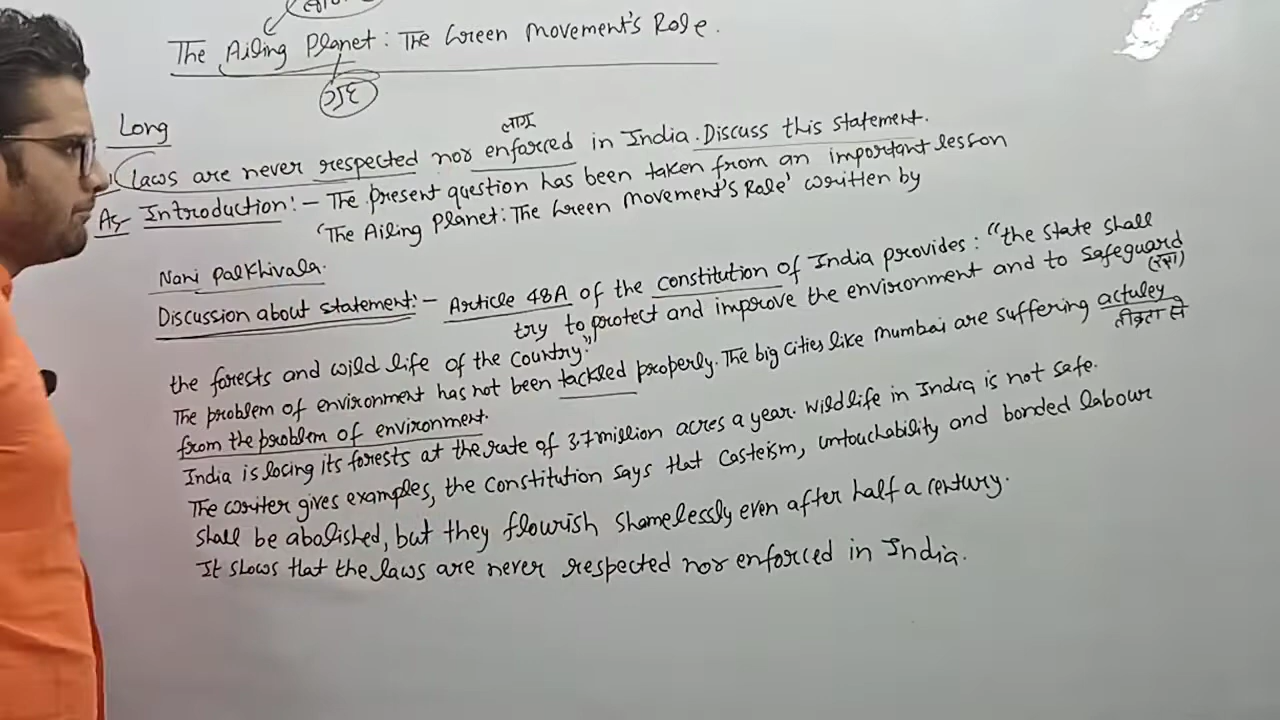 The Ailing Planet : The Green Movement's Role.
ग्रह
Long
लागू
Laws are never respected nor enforced in India. Discuss this statement.
As Introduction :- The present question has been taken from an important lesson
'The Ailing Planet: The Green Movement's Role' written by
Nani Palkhivala.
Discussion about statement :- Article 48A of the constitution of India provides : "the state shall
try to protect and improve the environment and to safeguard
(रक्षा)
the forests and wild life of the country."
The problem of environment has not been tackled properly. The big cities like Mumbai are suffering actuley
तीव्रता से
from the problem of environment.
India is losing its forests at the rate of 3.7 million acres a year. Wildlife in India is not safe.
The writer gives examples, the constitution says that Casteism, untouchability and bonded labour
shall be abolished, but they flourish shamelessly even after half a century.
It shows that the laws are never respected nor enforced in India.